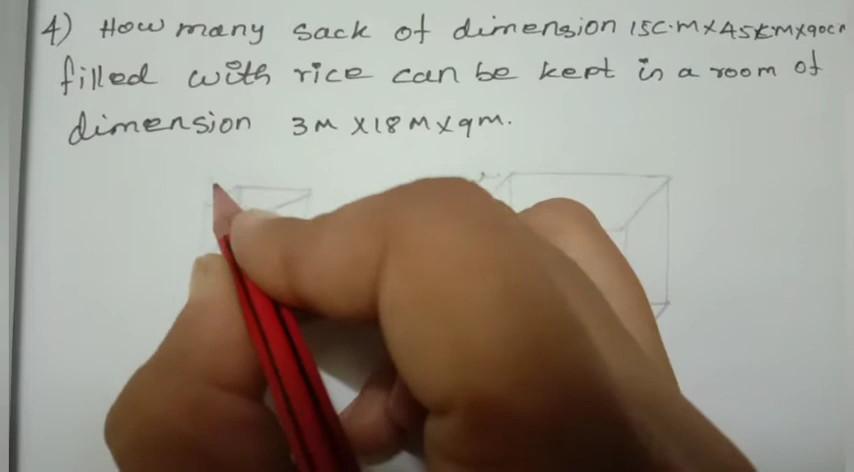 4) How many sack of dimension 15C.M X 45CM X 90CM
filled with rice can be kept in a room of
dimension 3M X 18M X 9M.